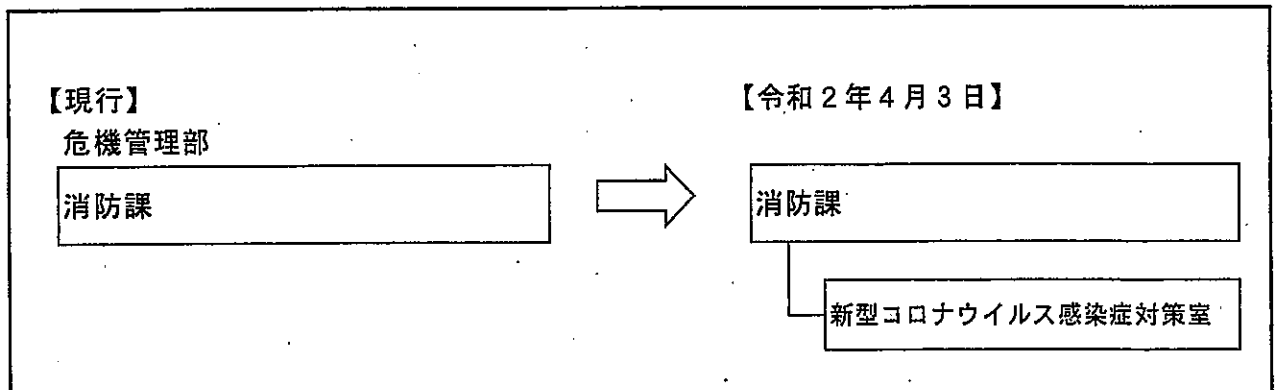 【現行】
危機管理部
消防課
【令和2年4月3日】
消防課
新型コロナウイルス感染症対策室